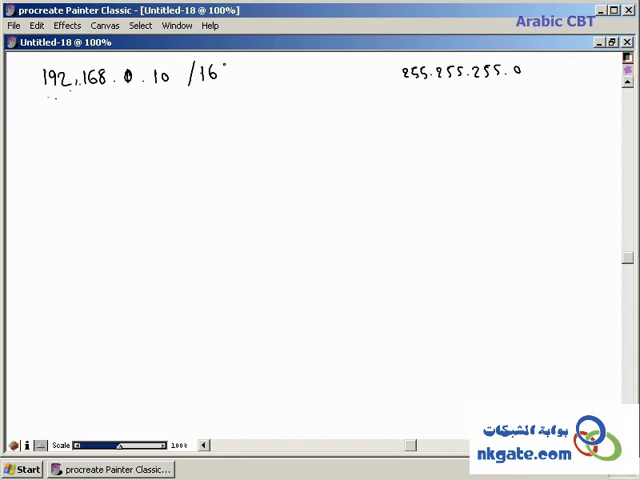 procreate Painter Classic - [Untitled-18 @ 100%]
Arabic CBT
File Edit Effects Canvas Select Window Help
Untitled-18 @ 100%
192.168.0.10 /16
255.255.255.0
Scale 100%
بوابة الشبكات
nkgate.com
Start procreate Painter Classic...